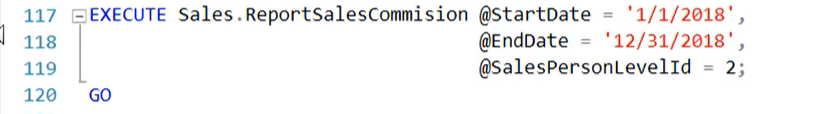 117 EXECUTE Sales.ReportSalesCommision @StartDate = '1/1/2018',
118 @EndDate = '12/31/2018',
119 @SalesPersonLevelId = 2;
120 GO